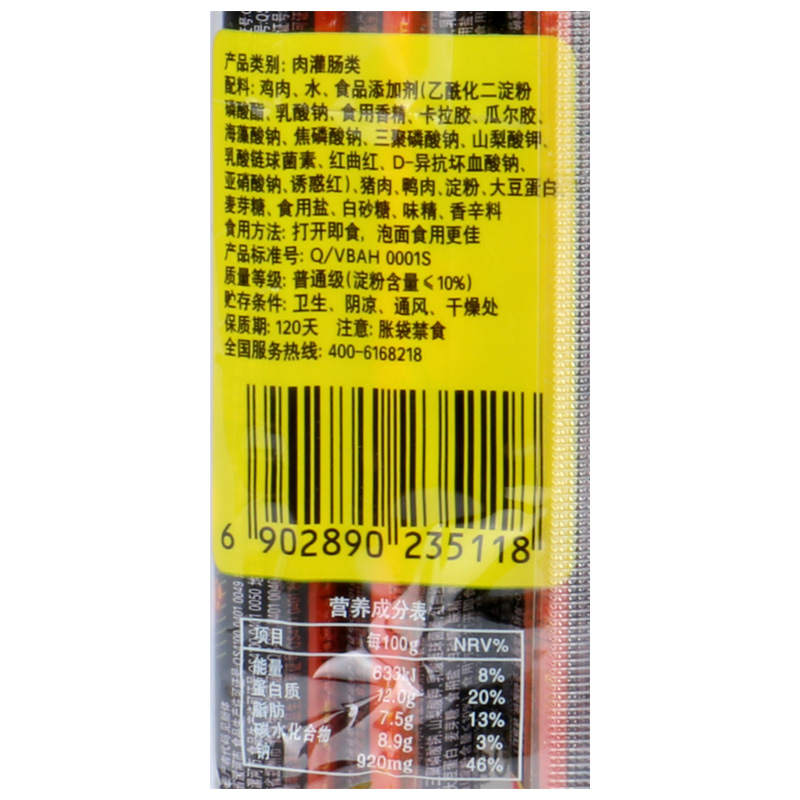 产品类别: 肉灌肠类
配料: 鸡肉、水、食品添加剂(乙酰化二淀粉
磷酸酯、乳酸钠、食用香精、卡拉胶、瓜尔胶、
海藻酸钠、焦磷酸钠、三聚磷酸钠、山梨酸钾、
乳酸链球菌素、红曲红、D-异抗坏血酸钠、
亚硝酸钠、诱惑红)、猪肉、鸭肉、淀粉、大豆蛋白、
麦芽糖、食用盐、白砂糖、味精、香辛料
食用方法: 打开即食, 泡面食用更佳
产品标准号: Q/VBAH 0001S
质量等级: 普通级(淀粉含量≤10%)
贮存条件: 卫生、阴凉、通风、干燥处
保质期: 120天 注意: 胀袋禁食
全国服务热线: 400-6168218
6 902890 235118
营养成分表
项目 每100g NRV%
能量 633kJ 8%
蛋白质 12.0g 20%
脂肪 7.5g 13%
碳水化合物 8.9g 3%
钠 920mg 46%